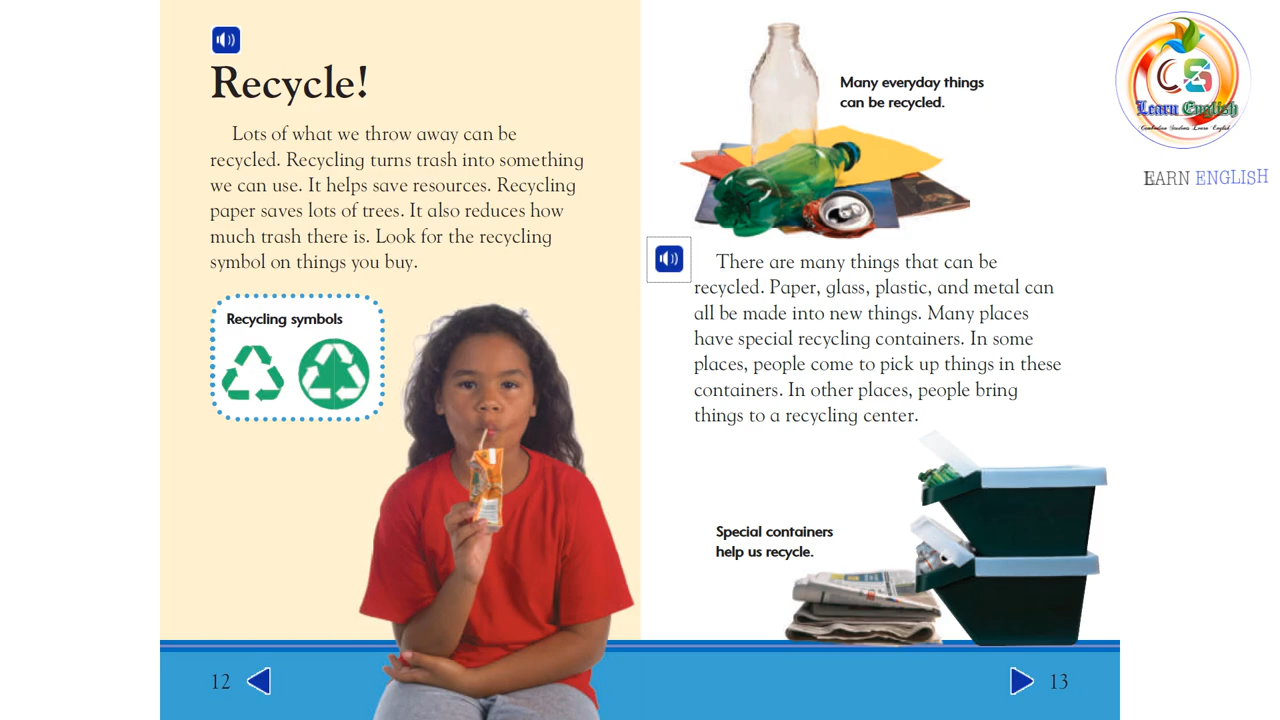 Recycle!
Lots of what we throw away can be
recycled. Recycling turns trash into something
we can use. It helps save resources. Recycling
paper saves lots of trees. It also reduces how
much trash there is. Look for the recycling
symbol on things you buy.
Recycling symbols
12
Many everyday things
can be recycled.
There are many things that can be
recycled. Paper, glass, plastic, and metal can
all be made into new things. Many places
have special recycling containers. In some
places, people come to pick up things in these
containers. In other places, people bring
things to a recycling center.
Special containers
help us recycle.
13
CS
Learn English
Cambodian Students Learn English
EARN ENGLISH